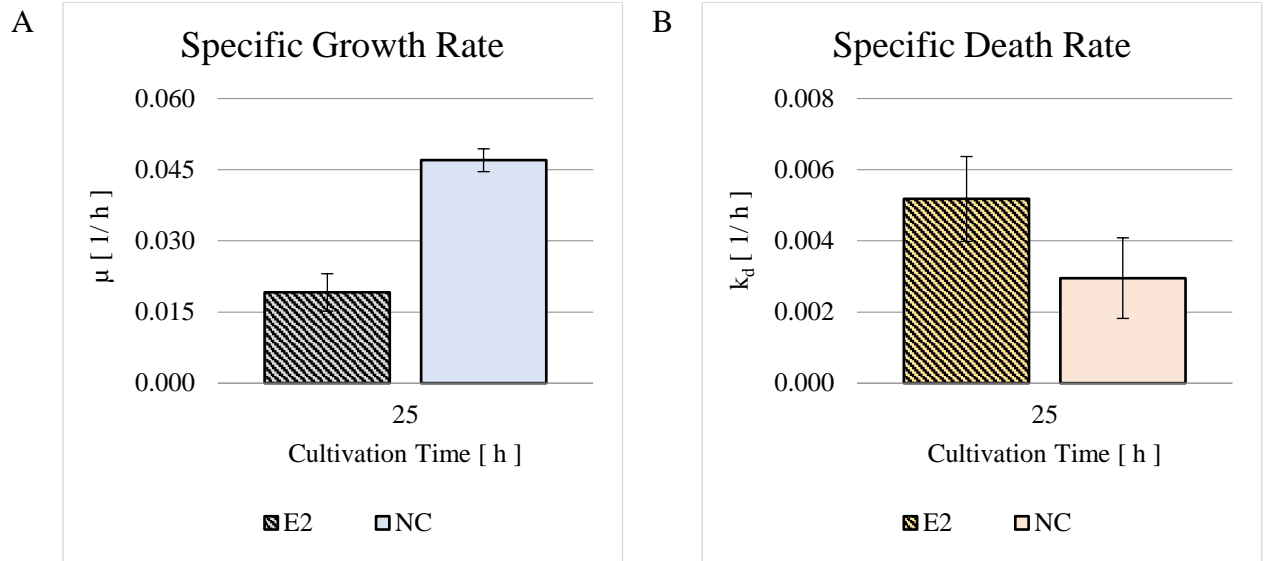 A
Specific Growth Rate
0.060
0.045
0.030
0.015
0.000
μ [ 1/ h ]
25
Cultivation Time [ h ]
E2 NC
B
Specific Death Rate
0.008
0.006
0.004
0.002
0.000
kd [ 1/ h ]
25
Cultivation Time [ h ]
E2 NC